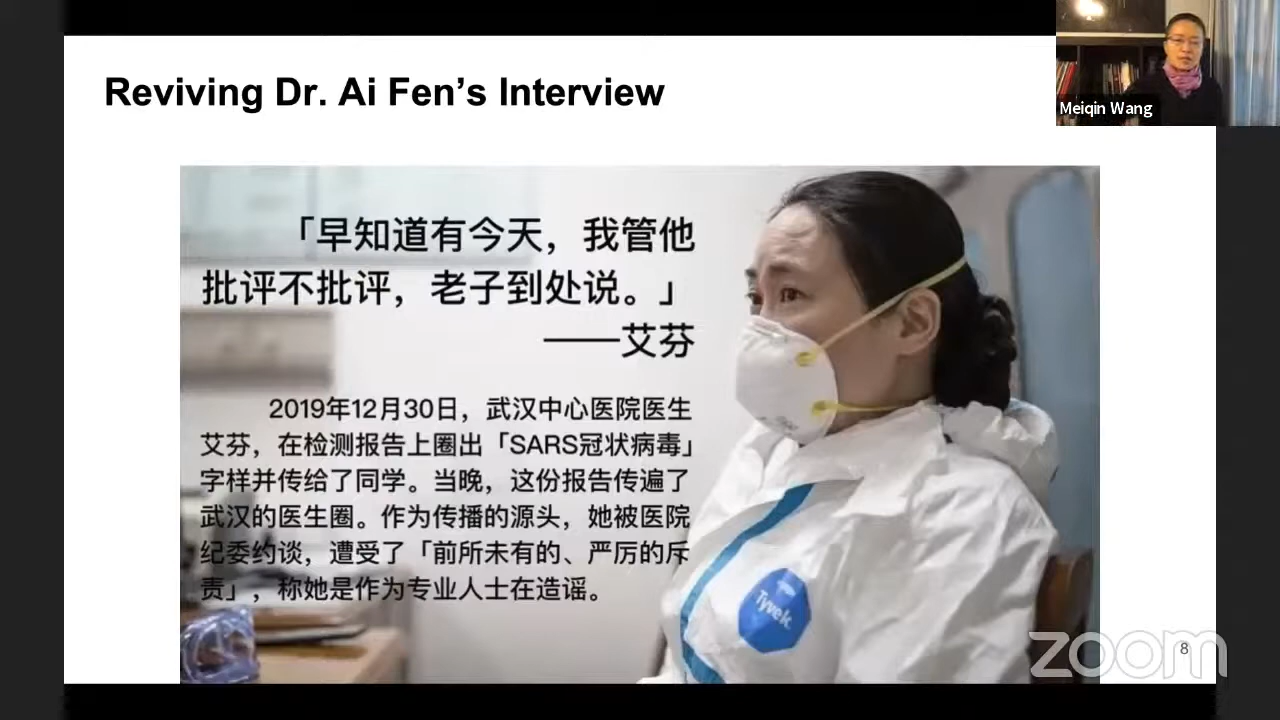 Reviving Dr. Ai Fen's Interview
Meiqin Wang
「早知道有今天，我管他
批评不批评，老子到处说。」
——艾芬
2019年12月30日，武汉中心医院医生
艾芬，在检测报告上圈出「SARS冠状病毒」
字样并传给了同学。当晚，这份报告传遍了
武汉的医生圈。作为传播的源头，她被医院
纪委约谈，遭受了「前所未有的、严厉的斥
责」，称她是作为专业人士在造谣。
Tyvek.
zoom
8